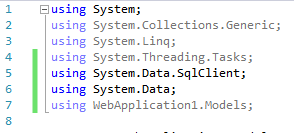 1 using System;
2 using System.Collections.Generic;
3 using System.Linq;
4 using System.Threading.Tasks;
5 using System.Data.SqlClient;
6 using System.Data;
7 using WebApplication1.Models;
8